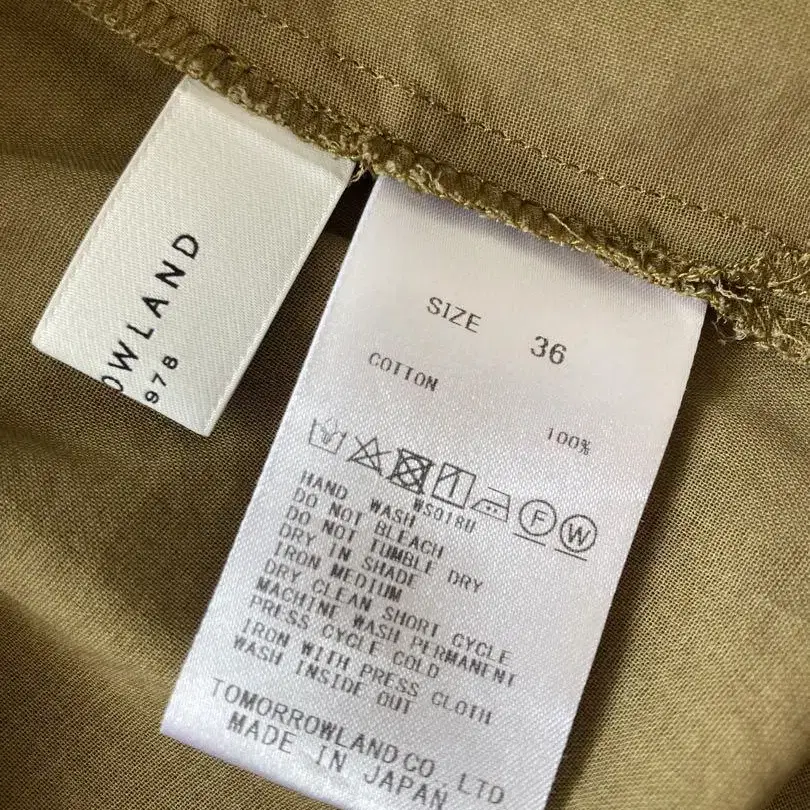 OWLAND
978
SIZE 36
COTTON
100%
F W
WS018U
HAND WASH
DO NOT BLEACH
DO NOT TUMBLE DRY
DRY IN SHADE
IRON MEDIUM
DRY CLEAN SHORT CYCLE
MACHINE WASH PERMANENT
PRESS CYCLE COLD
IRON WITH PRESS CLOTH
WASH INSIDE OUT
TOMORROWLAND CO., LTD
MADE IN JAPAN